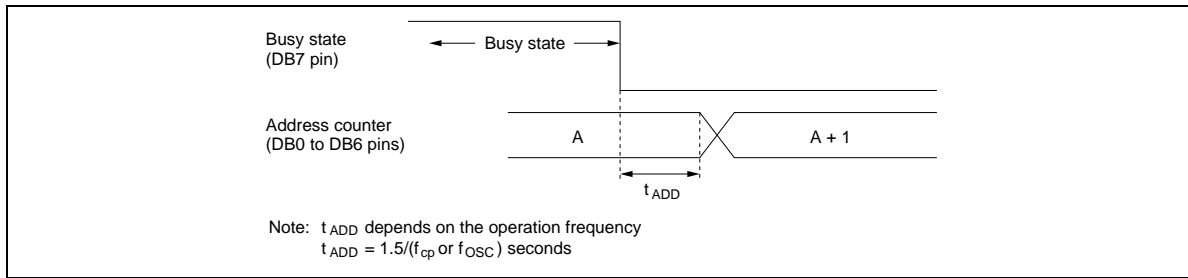 Busy state
(DB7 pin)
Busy state
Address counter
(DB0 to DB6 pins)
A
A + 1
t ADD
Note: t ADD depends on the operation frequency
t ADD = 1.5/(f cp or f OSC ) seconds